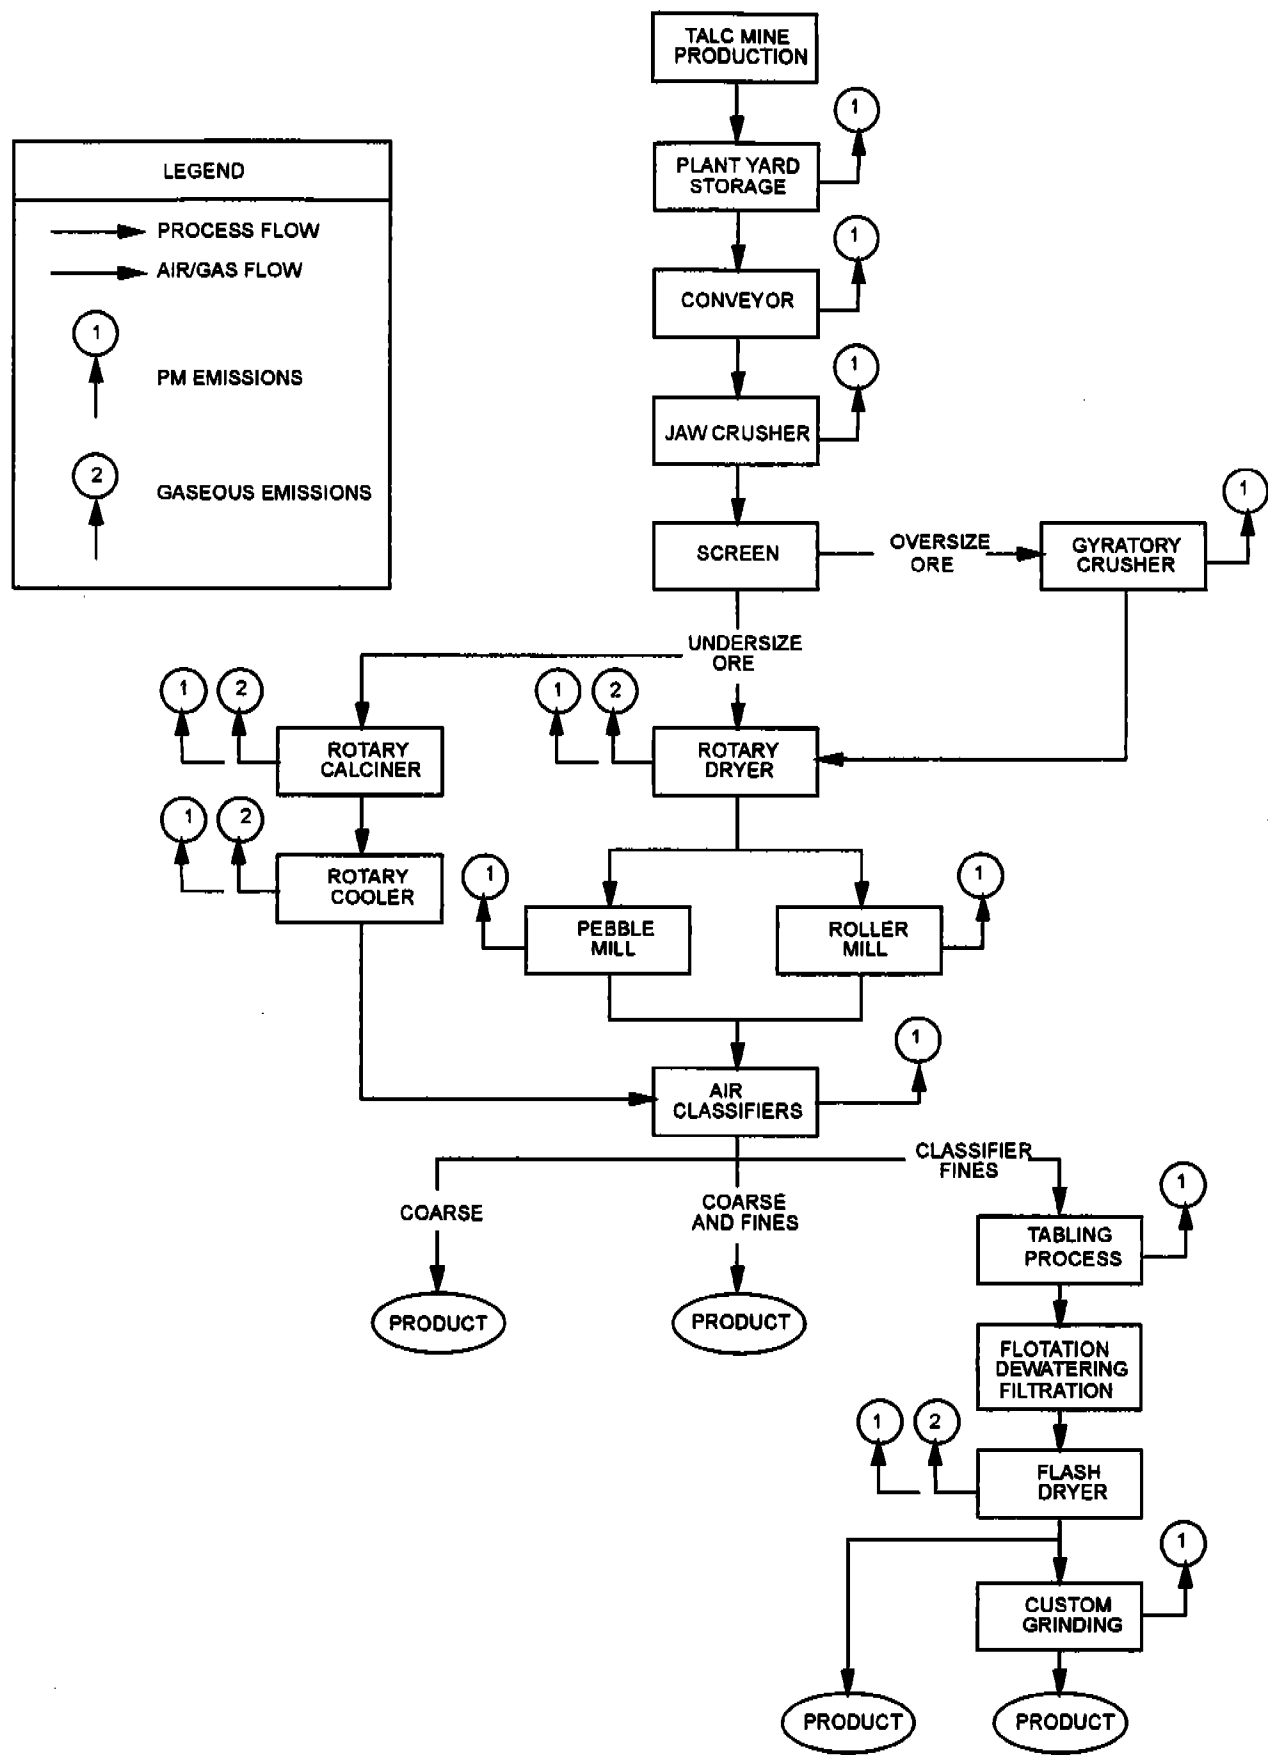 TALC MINE
PRODUCTION
1
PLANT YARD
STORAGE
LEGEND
PROCESS FLOW
AIR/GAS FLOW
1
PM EMISSIONS
2
GASEOUS EMISSIONS
1
CONVEYOR
1
JAW CRUSHER
SCREEN
OVERSIZE
ORE
1
GYRATORY
CRUSHER
UNDERSIZE
ORE
1
2
ROTARY
CALCINER
1
2
ROTARY
DRYER
1
2
ROTARY
COOLER
1
PEBBLE
MILL
ROLLER
MILL
1
1
AIR
CLASSIFIERS
COARSE
COARSE
AND FINES
CLASSIFIER
FINES
1
TABLING
PROCESS
PRODUCT
PRODUCT
FLOTATION
DEWATERING
FILTRATION
1
2
FLASH
DRYER
1
CUSTOM
GRINDING
PRODUCT
PRODUCT